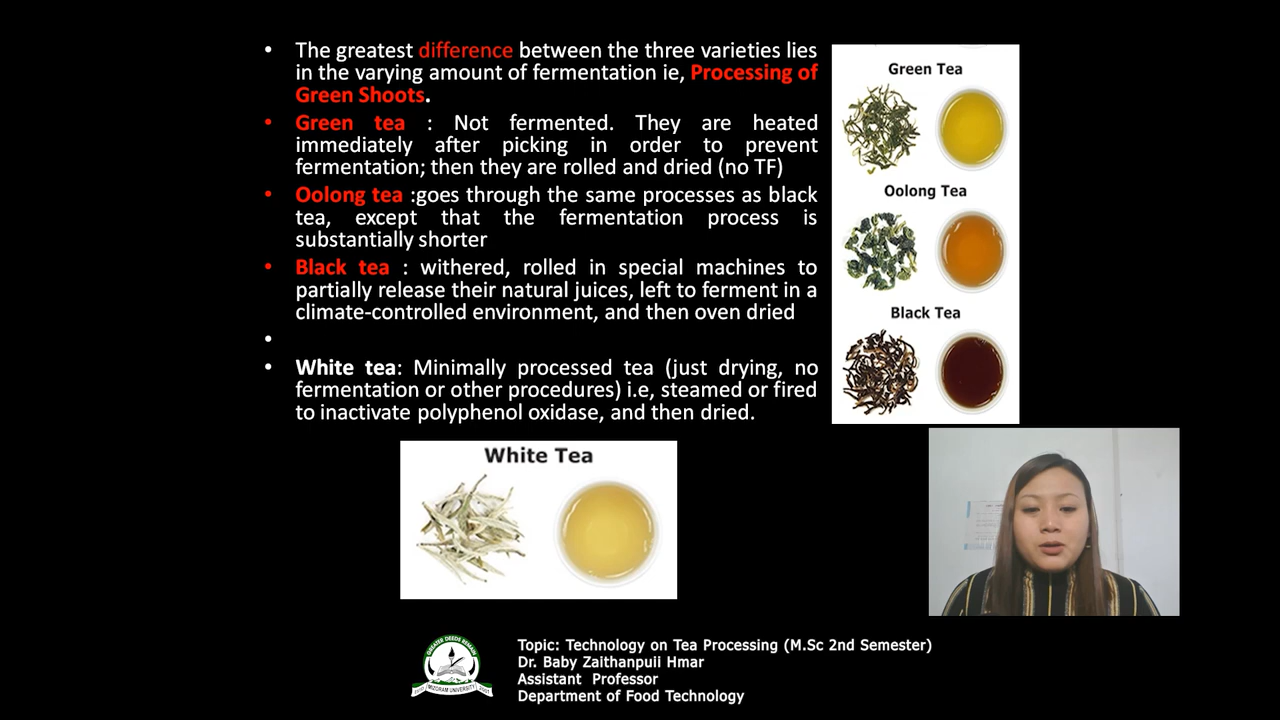 • The greatest difference between the three varieties lies
in the varying amount of fermentation ie, Processing of
Green Shoots.
• Green tea : Not fermented. They are heated
immediately after picking in order to prevent
fermentation; then they are rolled and dried (no TF)
• Oolong tea :goes through the same processes as black
tea, except that the fermentation process is
substantially shorter
• Black tea : withered, rolled in special machines to
partially release their natural juices, left to ferment in a
climate-controlled environment, and then oven dried
•
• White tea: Minimally processed tea (just drying, no
fermentation or other procedures) i.e, steamed or fired
to inactivate polyphenol oxidase, and then dried.
Green Tea
Oolong Tea
Black Tea
White Tea
GREATER DEEDS REMAIN
MIZORAM UNIVERSITY
Topic: Technology on Tea Processing (M.Sc 2nd Semester)
Dr. Baby Zaithanpuii Hmar
Assistant Professor
Department of Food Technology